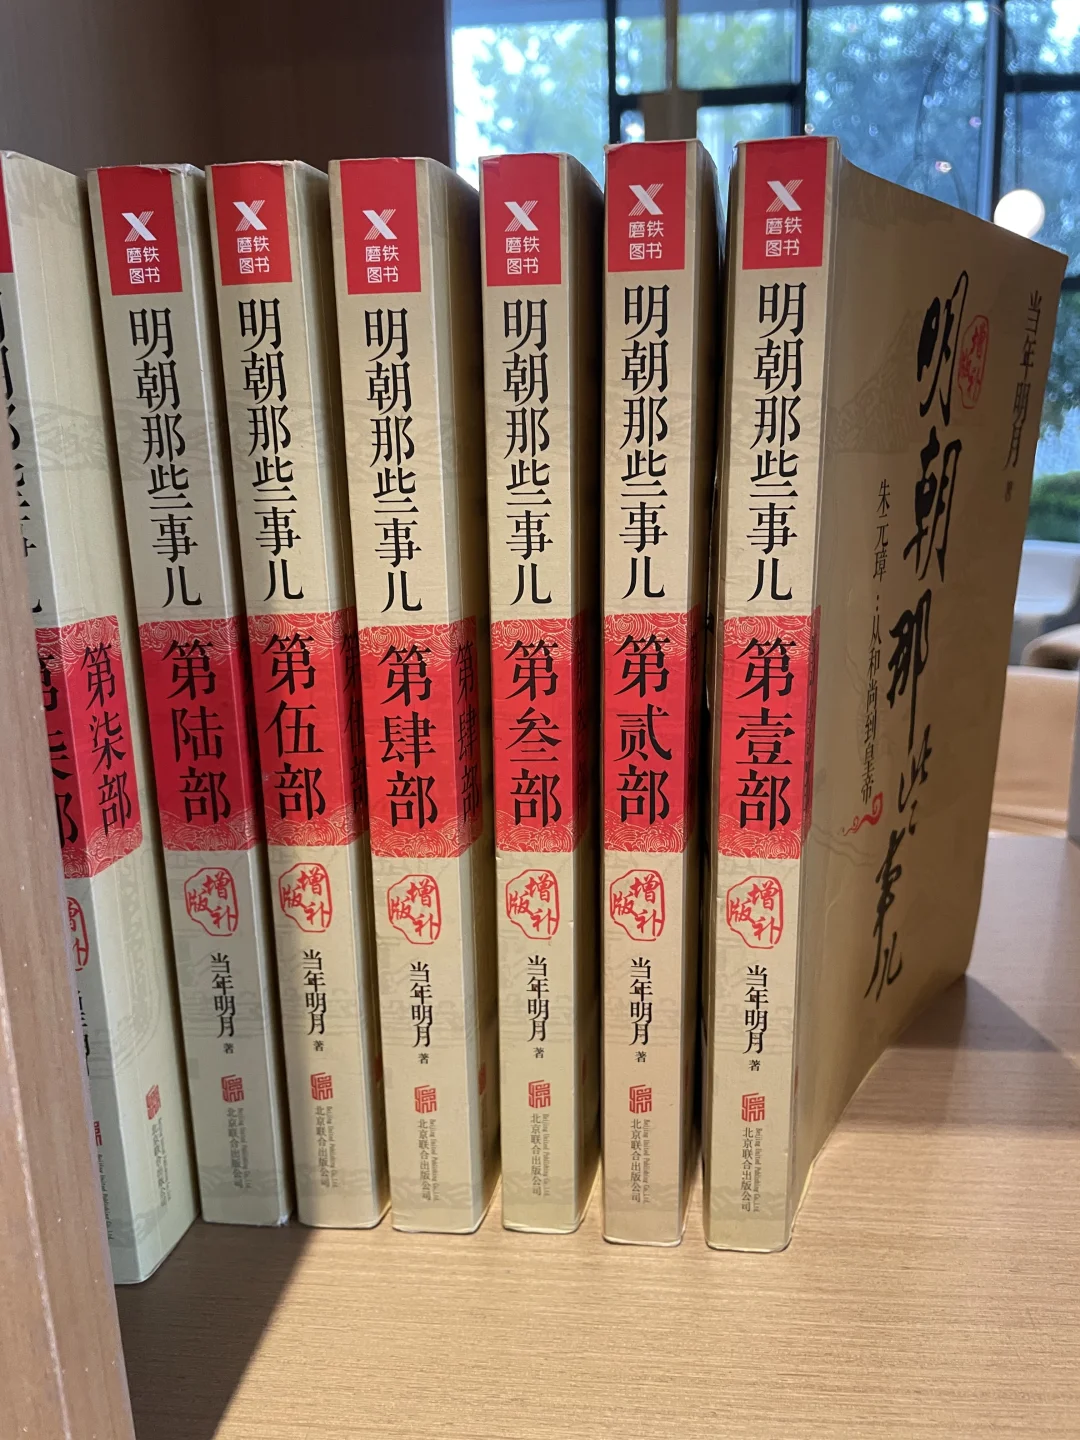 第柒部
磨铁
图书
明朝那些事儿
第陆部
增补版
当年明月 著
北京联合出版公司
磨铁
图书
明朝那些事儿
第伍部
增补版
当年明月 著
北京联合出版公司
磨铁
图书
明朝那些事儿
第肆部
第肆部
增补版
当年明月 著
北京联合出版公司
磨铁
图书
明朝那些事儿
第叁部
增补版
当年明月 著
北京联合出版公司
磨铁
图书
明朝那些事儿
第贰部
增补版
当年明月 著
北京联合出版公司
磨铁
图书
明朝那些事儿
第壹部
增补版
当年明月 著
北京联合出版公司
当年明月 著
增补版
明朝那些事儿
朱元璋：从和尚到皇帝